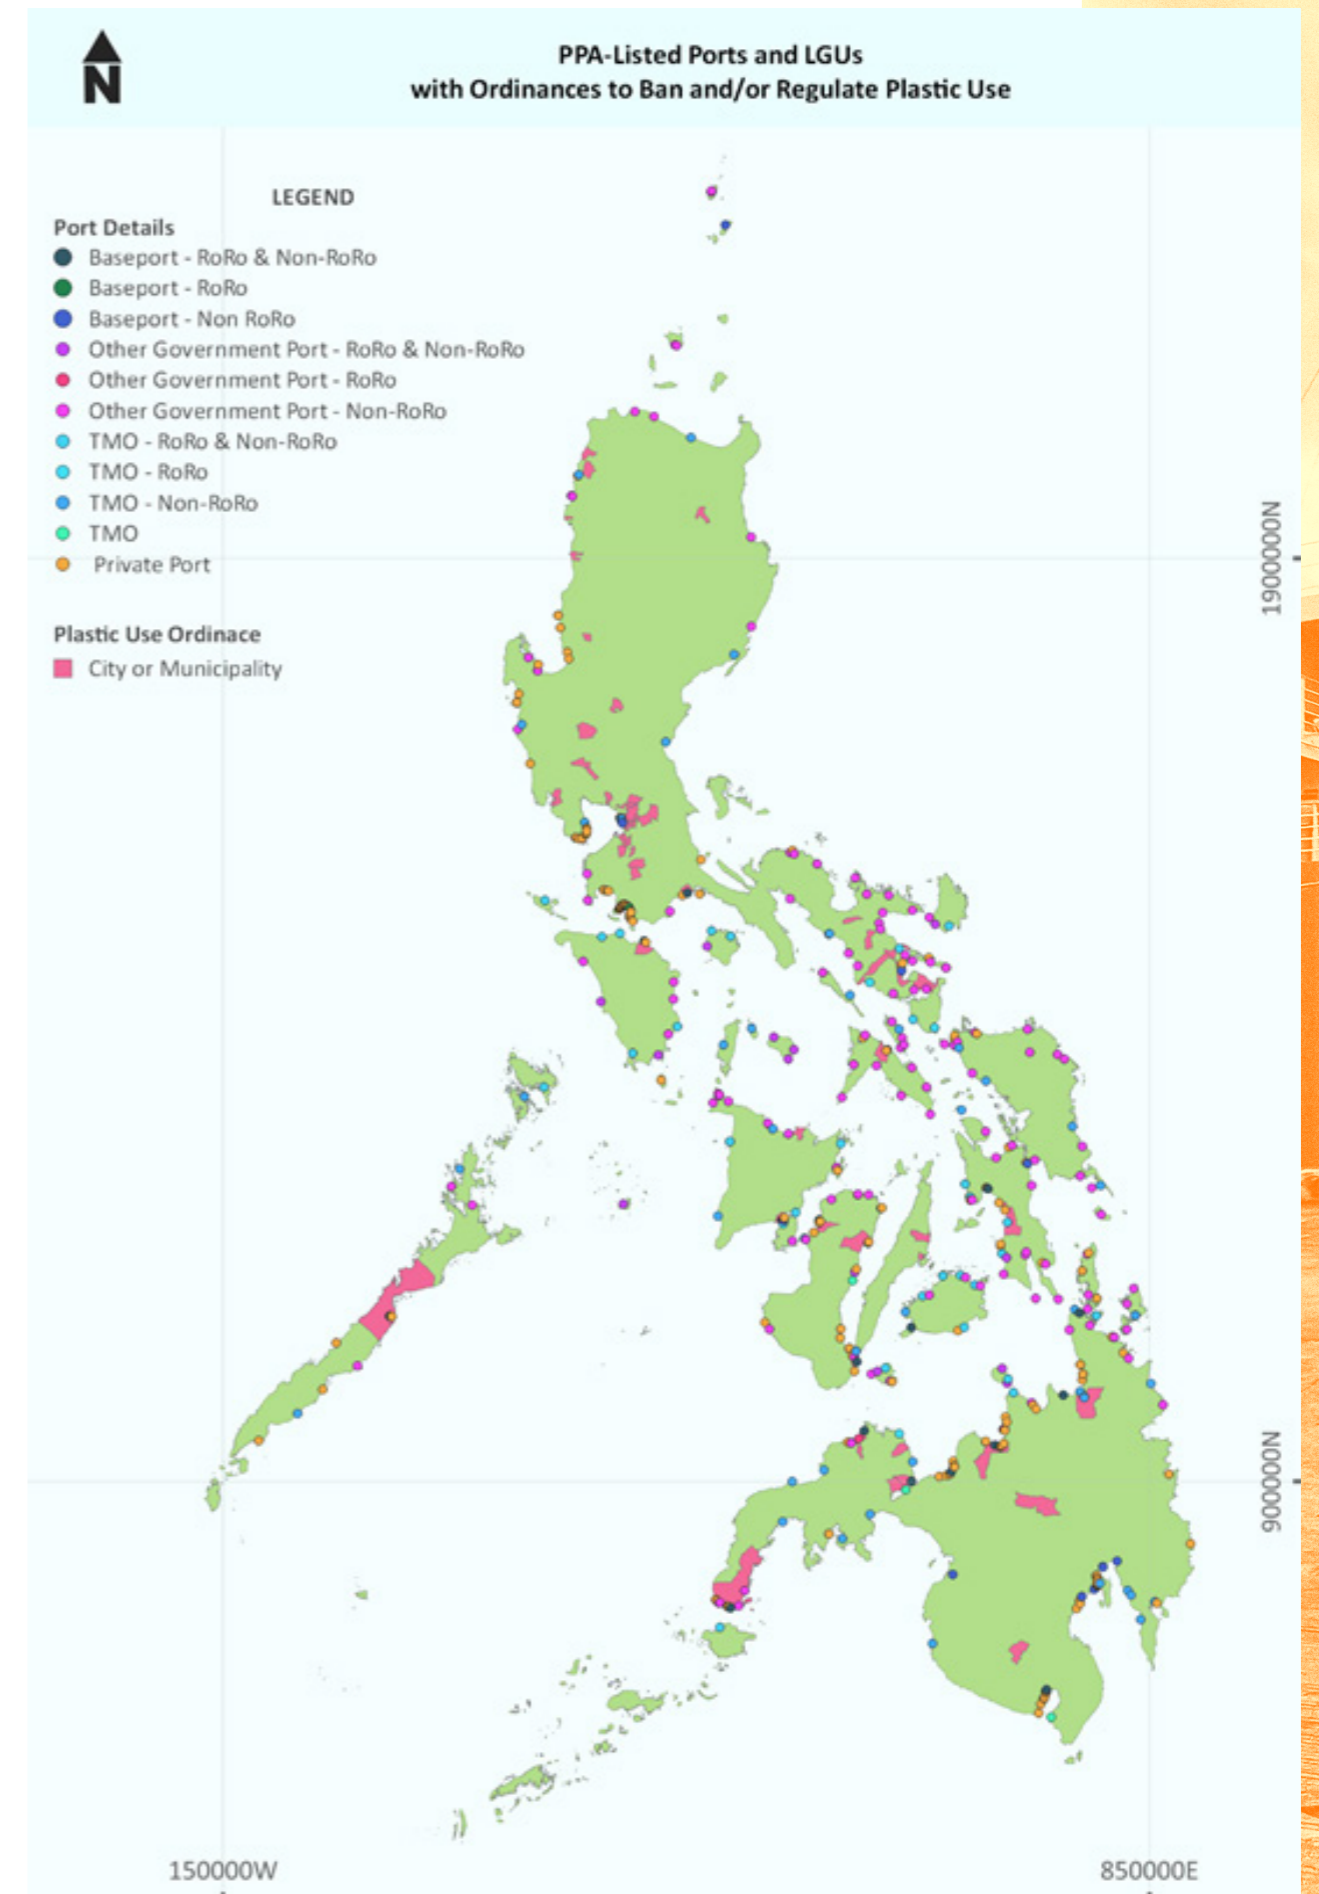 N
PPA-Listed Ports and LGUs
with Ordinances to Ban and/or Regulate Plastic Use
LEGEND
Port Details
Baseport - RoRo & Non-RoRo
Baseport - RoRo
Baseport - Non RoRo
Other Government Port - RoRo & Non-RoRo
Other Government Port - RoRo
Other Government Port - Non-RoRo
TMO - RoRo & Non-RoRo
TMO - RoRo
TMO - Non-RoRo
TMO
Private Port
Plastic Use Ordinace
City or Municipality
1900000N
900000N
150000W
850000E